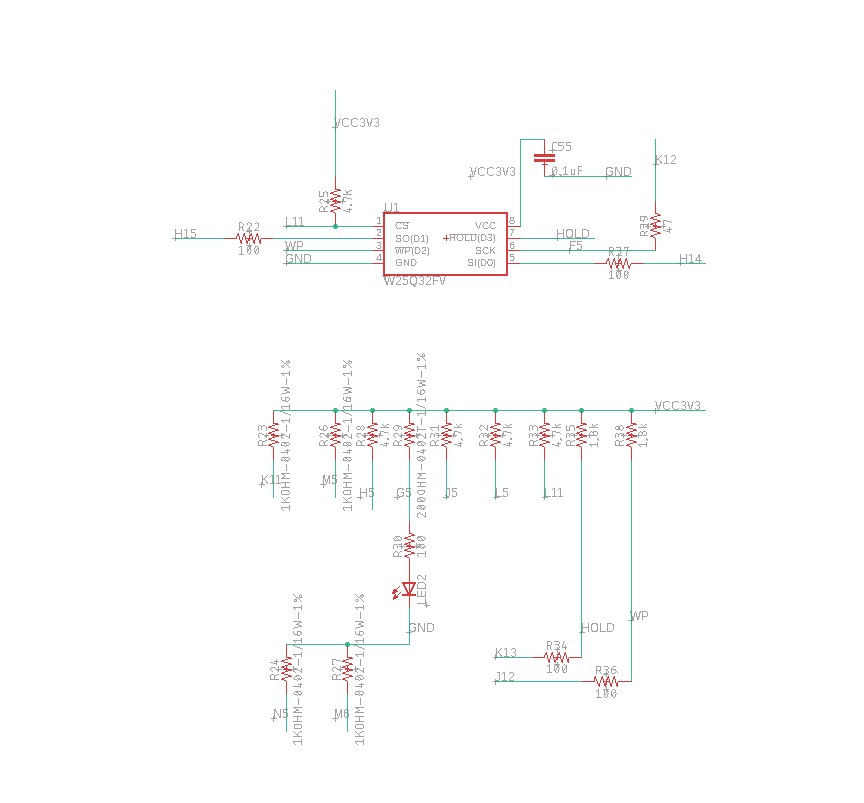 VCC3V3
C55
VCC3V3
0.1uF
GND
K12
R25
4.7k
U1
L11
H15
R22
100
WP
GND
1
CS
2
SO(D1)
3
WP(D2)
4
GND
VCC
8
HOLD(D3)
7
SCK
6
SI(D0)
5
W25Q32FV
HOLD
F5
R37
100
R39
47
H14
VCC3V3
R23
1KOHM-0402-1/16W-1%
R26
1KOHM-0402-1/16W-1%
R28
4.7k
R29
200OHM-0402T-1/16W-1%
R31
4.7k
R32
4.7k
R33
4.7k
R35
1.8k
R38
1.8k
K11
M5
H5
G5
J5
L5
L11
R30
100
LED2
GND
HOLD
WP
K13
R34
100
J12
R36
100
R24
1KOHM-0402-1/16W-1%
R27
1KOHM-0402-1/16W-1%
N5
M6